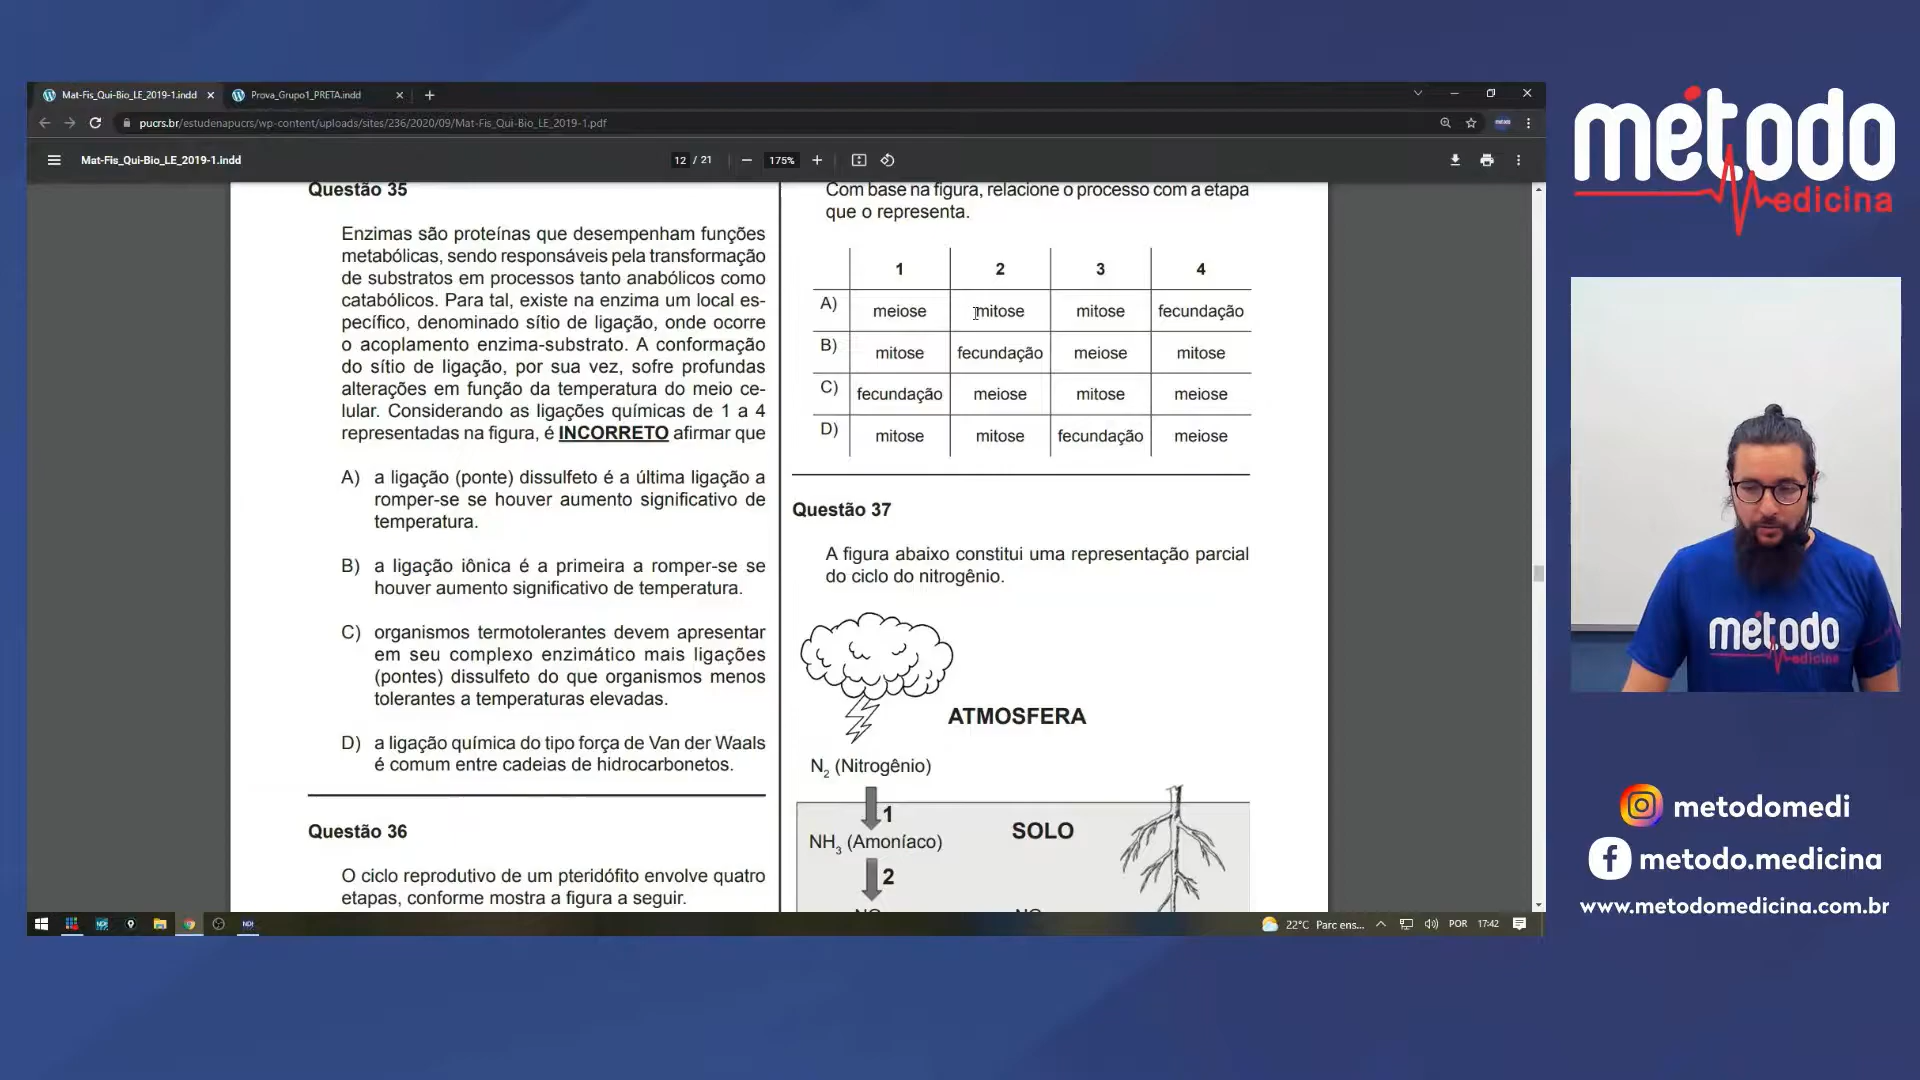 Mat-Fis_Qui-Bio_LE_2019-1.indd
Prova_Grupo1_PRETA.indd
pucrs.br/estudenapucrs/wp-content/uploads/sites/236/2020/09/Mat-Fis_Qui-Bio_LE_2019-1.pdf
Mat-Fis_Qui-Bio_LE_2019-1.indd
12 / 21
175%
Questão 35
Enzimas são proteínas que desempenham funções
metabólicas, sendo responsáveis pela transformação
de substratos em processos tanto anabólicos como
catabólicos. Para tal, existe na enzima um local es-
pecífico, denominado sítio de ligação, onde ocorre
o acoplamento enzima-substrato. A conformação
do sítio de ligação, por sua vez, sofre profundas
alterações em função da temperatura do meio ce-
lular. Considerando as ligações químicas de 1 a 4
representadas na figura, é INCORRETO afirmar que
A) a ligação (ponte) dissulfeto é a última ligação a
romper-se se houver aumento significativo de
temperatura.
B) a ligação iônica é a primeira a romper-se se
houver aumento significativo de temperatura.
C) organismos termotolerantes devem apresentar
em seu complexo enzimático mais ligações
(pontes) dissulfeto do que organismos menos
tolerantes a temperaturas elevadas.
D) a ligação química do tipo força de Van der Waals
é comum entre cadeias de hidrocarbonetos.
Questão 36
O ciclo reprodutivo de um pteridófito envolve quatro
etapas, conforme mostra a figura a seguir.
Com base na figura, relacione o processo com a etapa
que o representa.
1 2 3 4
A) meiose mitose mitose fecundação
B) mitose fecundação meiose mitose
C) fecundação meiose mitose meiose
D) mitose mitose fecundação meiose
Questão 37
A figura abaixo constitui uma representação parcial
do ciclo do nitrogênio.
ATMOSFERA
N2 (Nitrogênio)
1
SOLO
NH3 (Amoníaco)
2
22°C Parc ens...
POR
17:42
método
medicina
método
medicina
metodomedi
metodo.medicina
www.metodomedicina.com.br